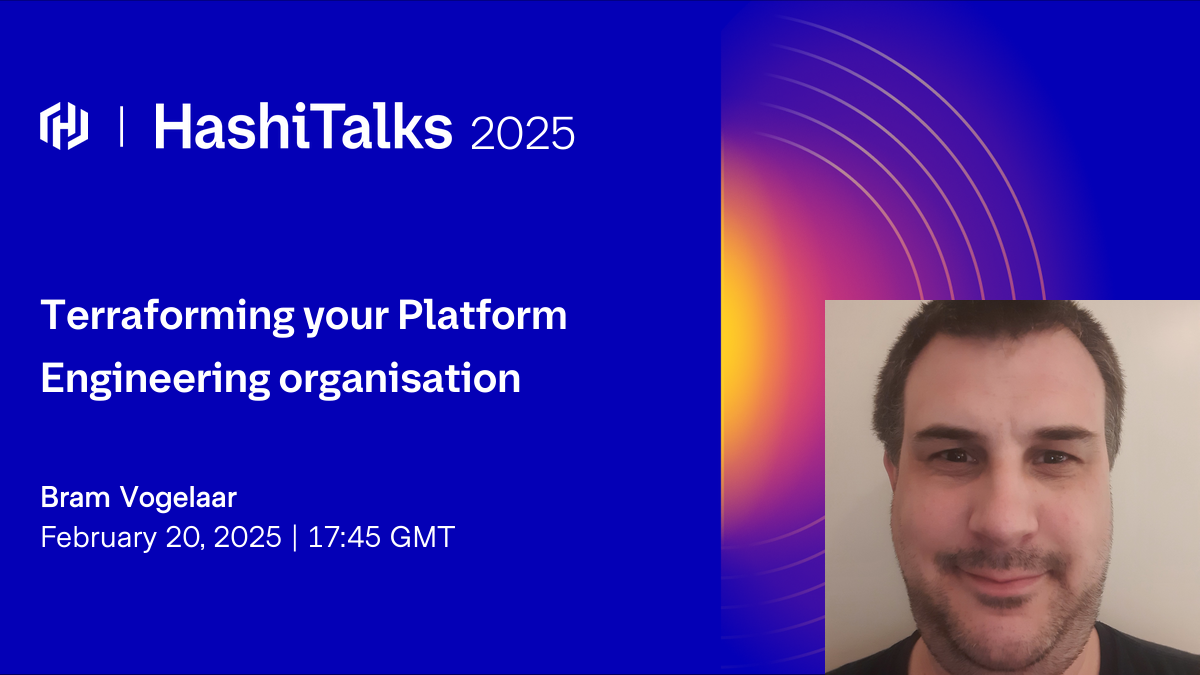 HashiTalks 2025
Terraforming your Platform
Engineering organisation
Bram Vogelaar
February 20, 2025 | 17:45 GMT